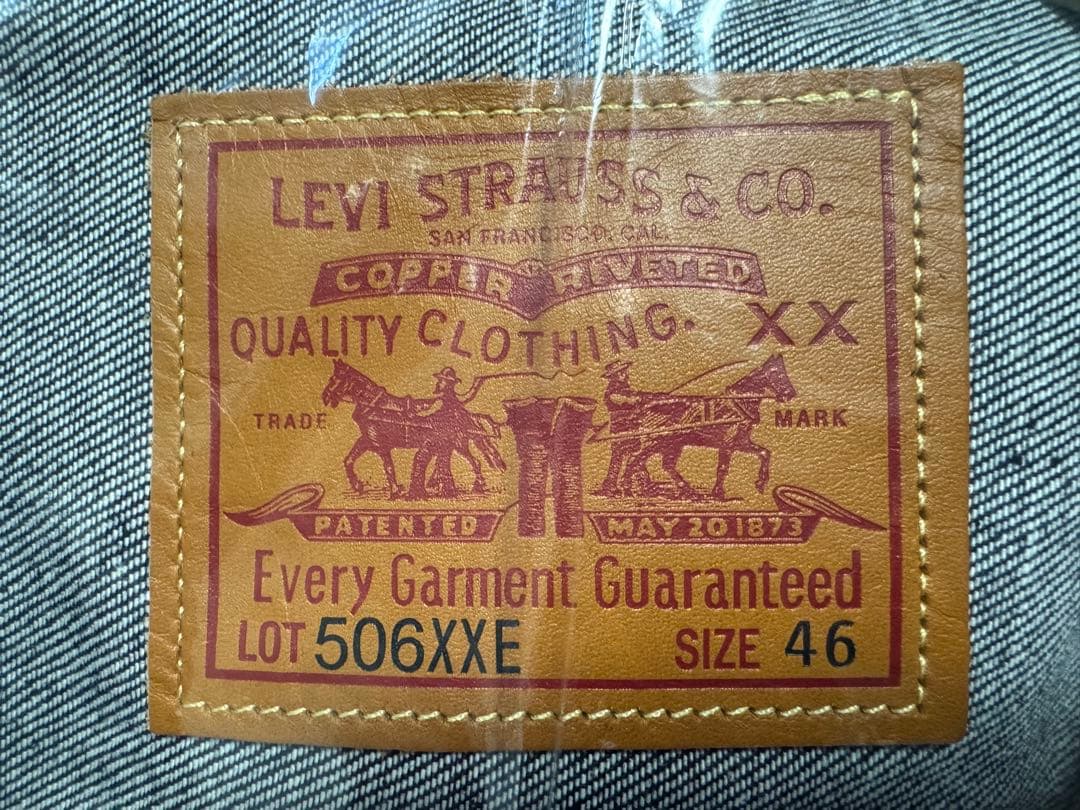 LEVI STRAUSS & CO.
SAN FRANCISCO. CAL.
COPPER RIVETED
QUALITY CLOTHING. XX
TRADE MARK
PATENTED MAY 20 1873
Every Garment Guaranteed
LOT 506XXE SIZE 46